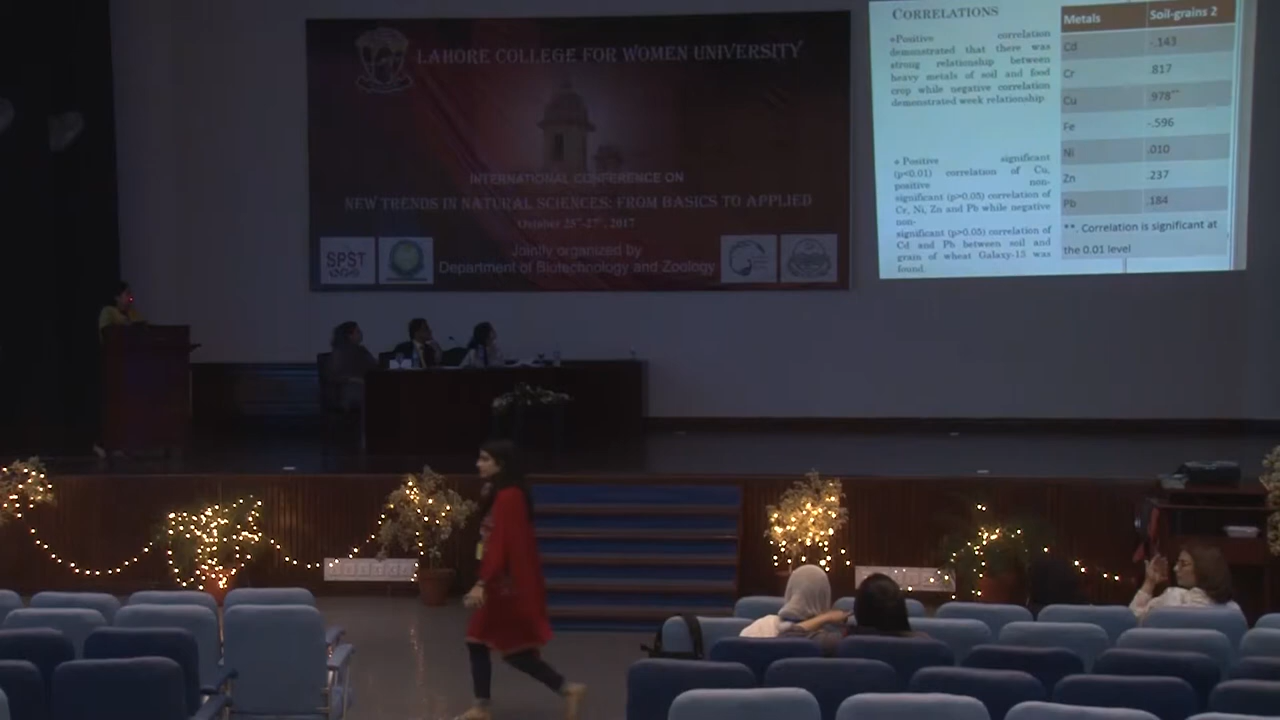 LAHORE COLLEGE FOR WOMEN UNIVERSITY
INTERNATIONAL CONFERENCE ON
NEW TRENDS IN NATURAL SCIENCES: FROM BASICS TO APPLIED
October 25th-27th, 2017
Jointly organized by
Department of Biotechnology and Zoology
SPST
CORRELATIONS
Positive correlation
demonstrated that there was
strong relationship between
heavy metals of soil and food
crop while negative correlation
demonstrated week relationship
Positive significant
(p<0.01) correlation of Cu,
positive non-
significant (p>0.05) correlation of
Cr, Ni, Zn and Pb while negative
non-
significant (p>0.05) correlation of
Cd and Pb between soil and
grain of wheat Galaxy-13 was
found.
Metals Soil-grains 2
Cd -.143
Cr .817
Cu .978**
Fe -.596
Ni .010
Zn .237
Pb .184
**. Correlation is significant at
the 0.01 level